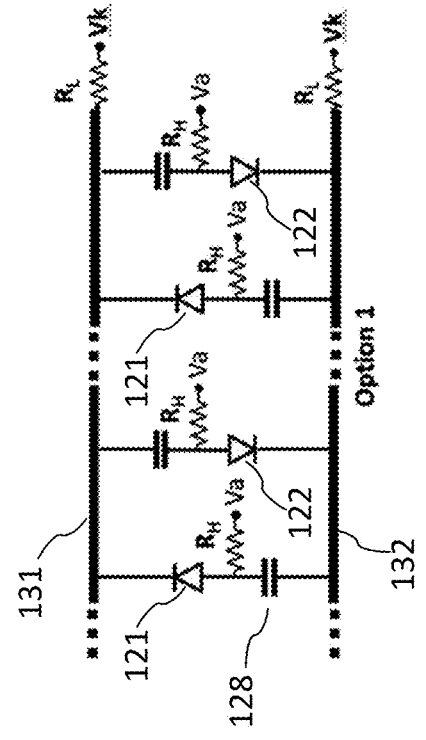 131
R_L
Vk
121
122
121
122
R_H
Va
R_H
Va
R_H
Va
R_H
Va
128
132
R_L
Vk
Option 1